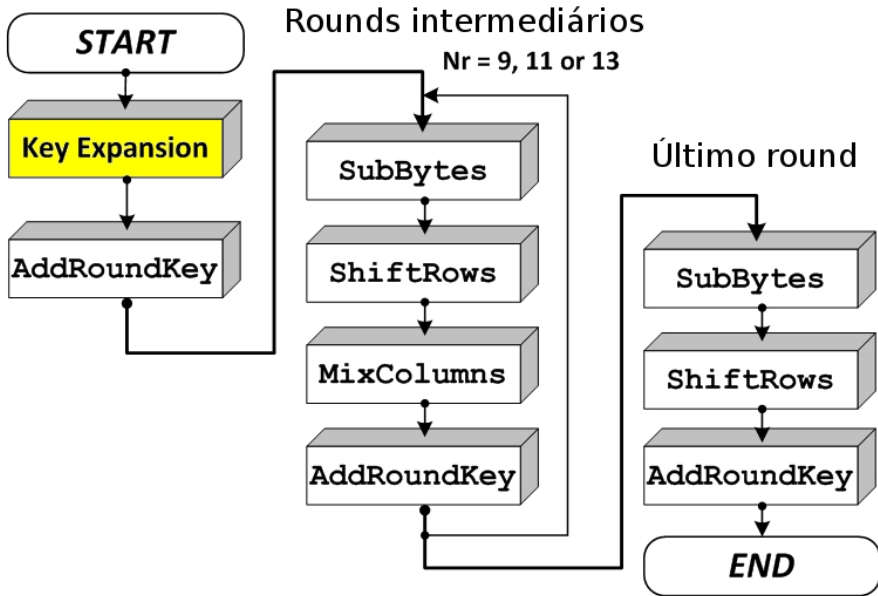 START
Key Expansion
AddRoundKey
Rounds intermediários
Nr = 9, 11 or 13
SubBytes
ShiftRows
MixColumns
AddRoundKey
Último round
SubBytes
ShiftRows
AddRoundKey
END